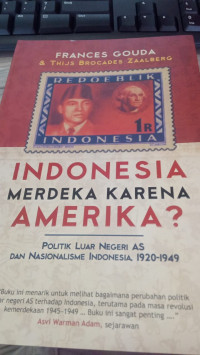 FRANCES GOUDA
& THIJS BROCADES ZAALBERG
REPOEBLIK
1R
INDONESIA
INDONESIA
MERDEKA KARENA
AMERIKA?
POLITIK LUAR NEGERI AS
DAN NASIONALISME INDONESIA, 1920-1949
"Buku ini menarik untuk melihat bagaimana perubahan politik
r negeri AS terhadap Indonesia, terutama pada masa revolusi
kemerdekaan 1945-1949 ... Buku ini sangat penting ...."
Asvi Warman Adam, sejarawan